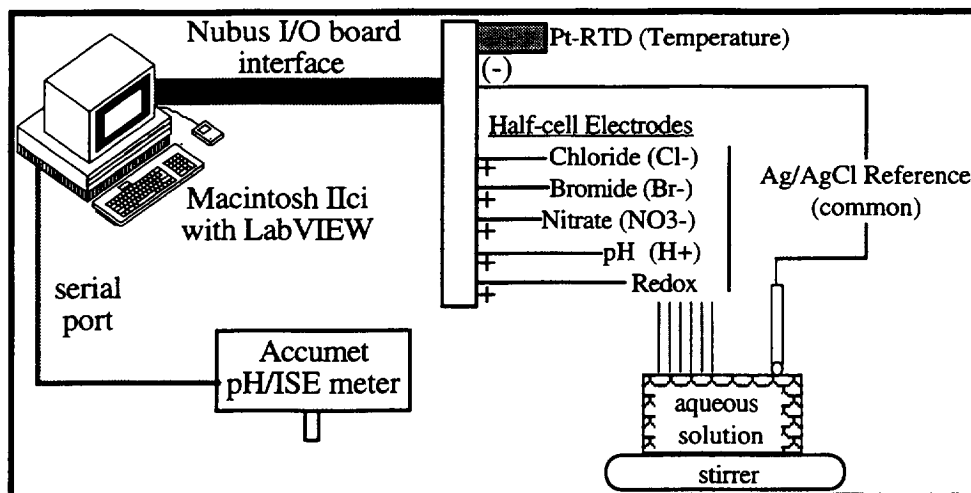 Nubus I/O board
interface
Pt-RTD (Temperature)
(-)
Half-cell Electrodes
+
Chloride (Cl-)
+
Bromide (Br-)
+
Nitrate (NO3-)
+
pH (H+)
+
Redox
Ag/AgCl Reference
(common)
Macintosh IIci
with LabVIEW
serial
port
Accumet
pH/ISE meter
aqueous
solution
stirrer